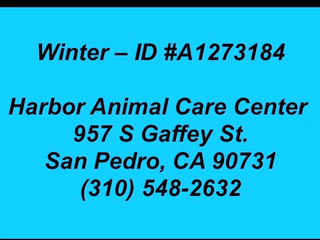 Winter – ID #A1273184
Harbor Animal Care Center
957 S Gaffey St.
San Pedro, CA 90731
(310) 548-2632